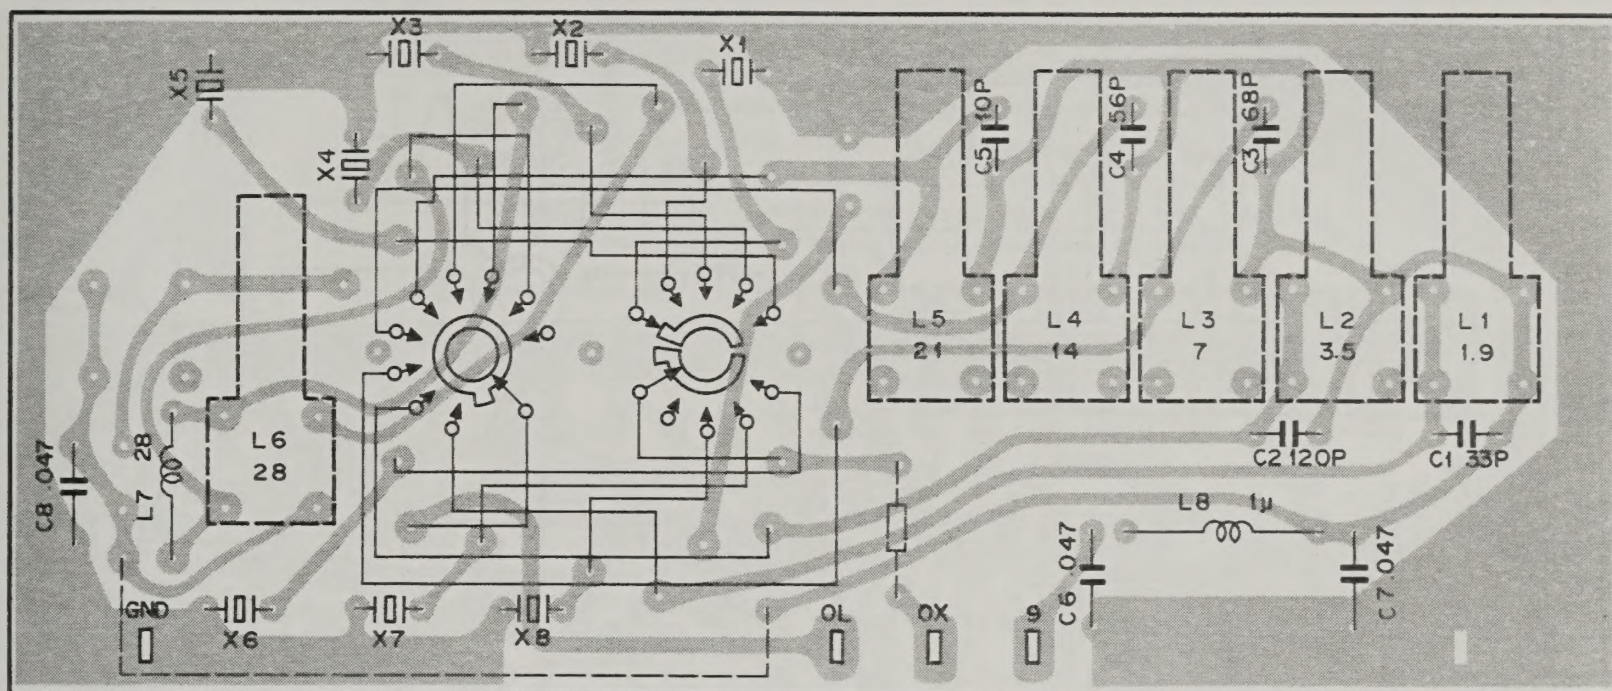 X3
X2
X1
X5
X4
C5 10P
C4 56P
C3 68P
L5
21
L4
14
L3
7
L2
3.5
L1
1.9
L6
28
L7 28
C8 .047
C2 120P
C1 33P
L8 1µ
C6 .047
C7 .047
GND
X6
X7
X8
OL
OX
9